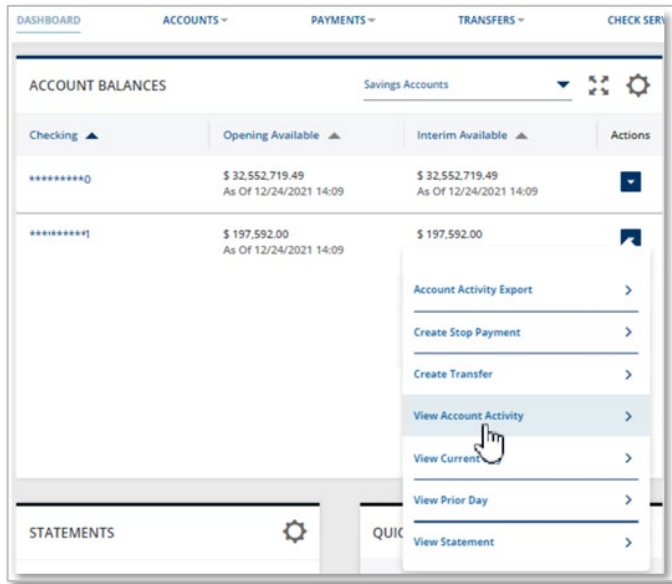 DASHBOARD ACCOUNTS PAYMENTS TRANSFERS CHECK
ACCOUNT BALANCES Savings Accounts
Checking Opening Available Interim Available Actions
*********0 $ 32,552,719.49 $ 32,552,719.49
As Of 12/24/2021 14:09 As Of 12/24/2021 14:09
*********1 $ 197,592.00 $ 197,592.00
As Of 12/24/2021 14:09
Account Activity Export
Create Stop Payment
Create Transfer
View Account Activity
View Current
View Prior Day
STATEMENTS
View Statement